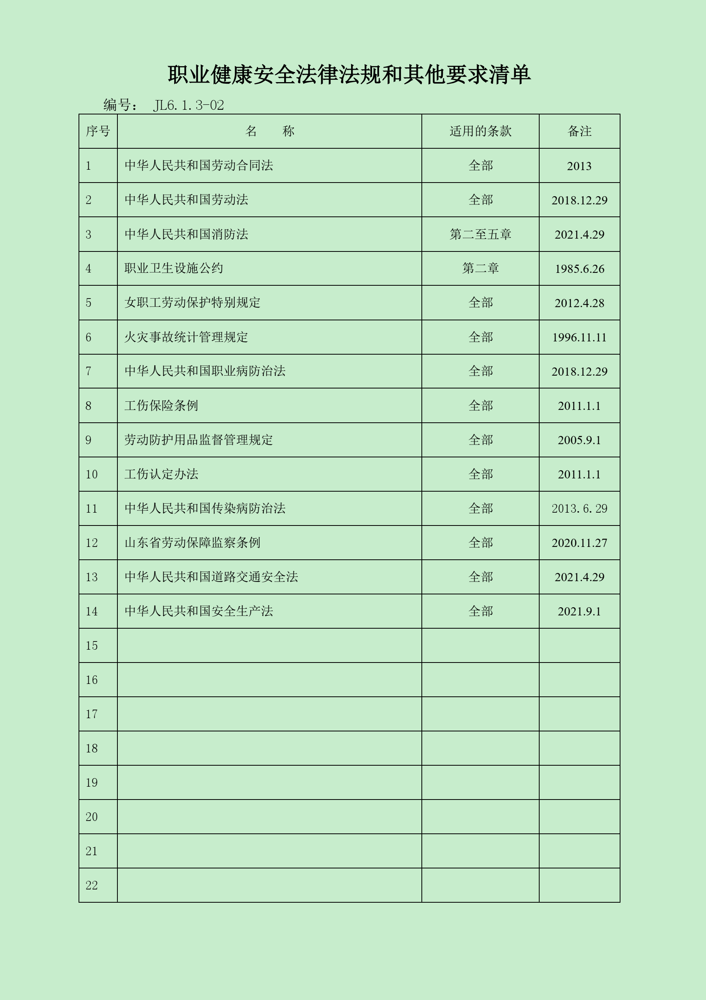 职业健康安全法律法规和其他要求清单
编号： JL6.1.3-02
序号 名 称 适用的条款 备注
1 中华人民共和国劳动合同法 全部 2013
2 中华人民共和国劳动法 全部 2018.12.29
3 中华人民共和国消防法 第二至五章 2021.4.29
4 职业卫生设施公约 第二章 1985.6.26
5 女职工劳动保护特别规定 全部 2012.4.28
6 火灾事故统计管理规定 全部 1996.11.11
7 中华人民共和国职业病防治法 全部 2018.12.29
8 工伤保险条例 全部 2011.1.1
9 劳动防护用品监督管理规定 全部 2005.9.1
10 工伤认定办法 全部 2011.1.1
11 中华人民共和国传染病防治法 全部 2013.6.29
12 山东省劳动保障监察条例 全部 2020.11.27
13 中华人民共和国道路交通安全法 全部 2021.4.29
14 中华人民共和国安全生产法 全部 2021.9.1
15
16
17
18
19
20
21
22